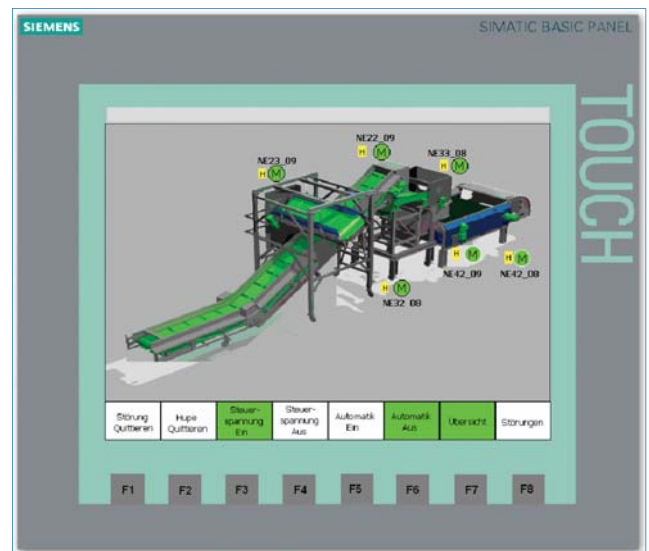 SIEMENS
SIMATIC BASIC PANEL
TOUCH
NE22_09
H M
NE23_09
H M
NE33_08
H M
H M
NE42_09
H M
NE42_08
H M
NE32_08
Störung
Quittieren
Hupe
Quittieren
Steuer-
spannung
Ein
Steuer-
spannung
Aus
Automatik
Ein
Automatik
Aus
Übersicht
Störungen
F1
F2
F3
F4
F5
F6
F7
F8